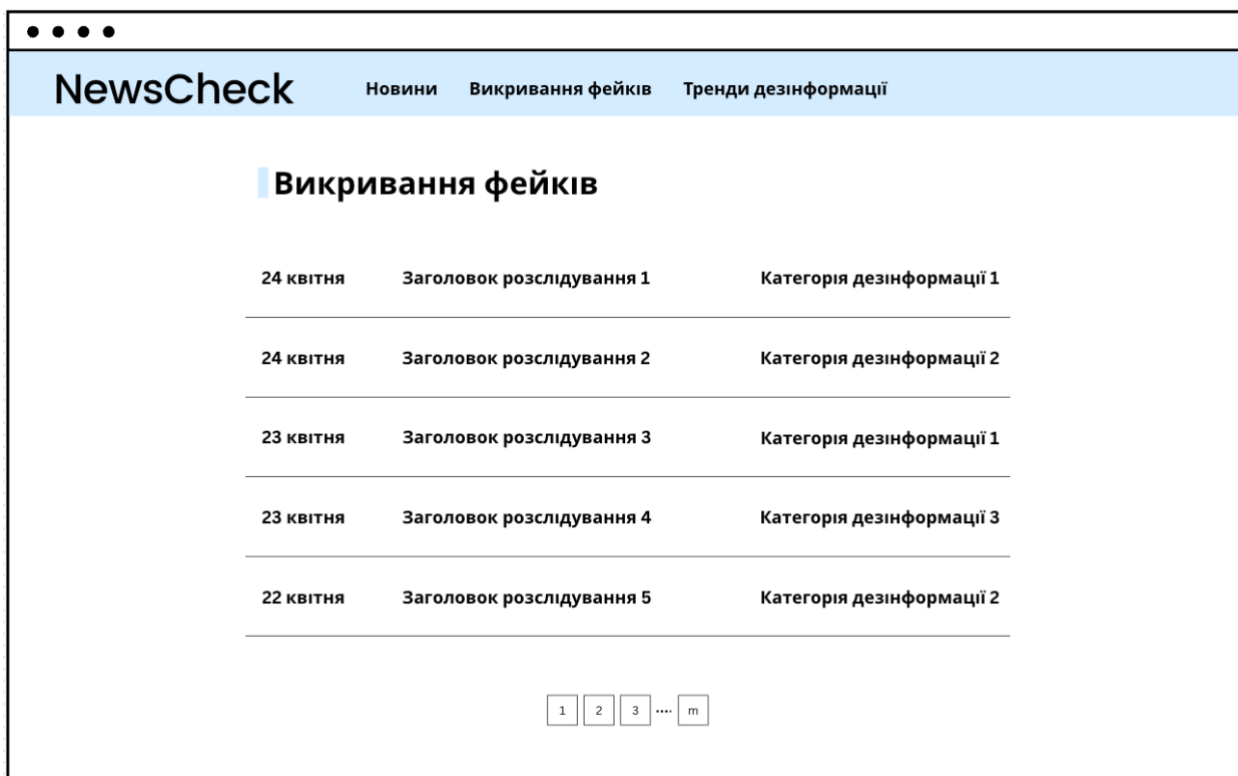 NewsCheck Новини Викривання фейків Тренди дезінформації
Викривання фейків
24 квітня Заголовок розслідування 1 Категорія дезінформації 1
24 квітня Заголовок розслідування 2 Категорія дезінформації 2
23 квітня Заголовок розслідування 3 Категорія дезінформації 1
23 квітня Заголовок розслідування 4 Категорія дезінформації 3
22 квітня Заголовок розслідування 5 Категорія дезінформації 2
1 2 3 .... m